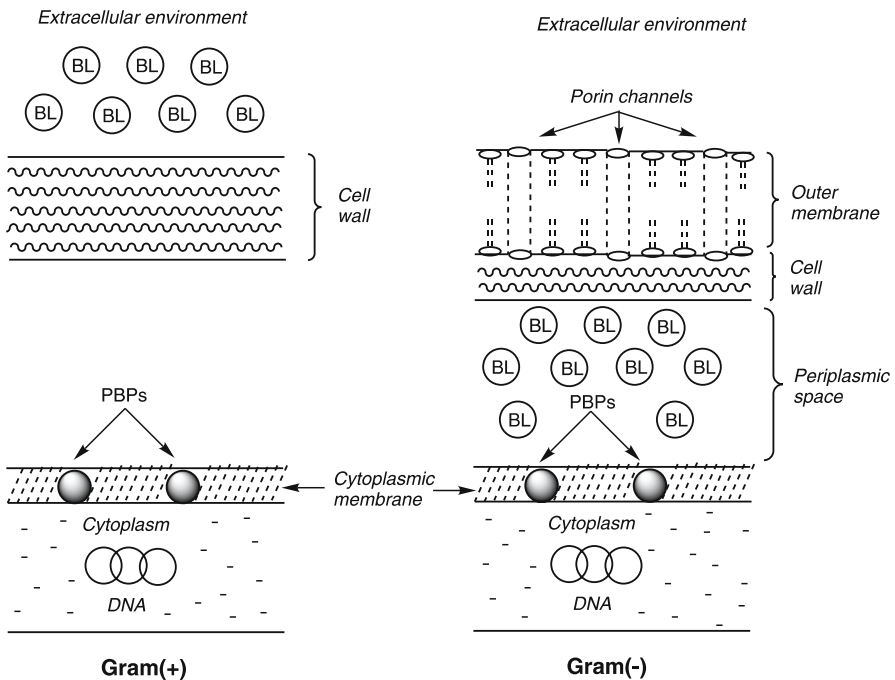 Extracellular environment
BL BL BL
BL BL BL BL
Cell
wall
PBPs
Cytoplasm
DNA
Gram(+)
Cytoplasmic
membrane
Extracellular environment
Porin channels
Outer
membrane
Cell
wall
BL BL BL
BL BL BL BL
BL BL
PBPs
Periplasmic
space
Cytoplasm
DNA
Gram(-)